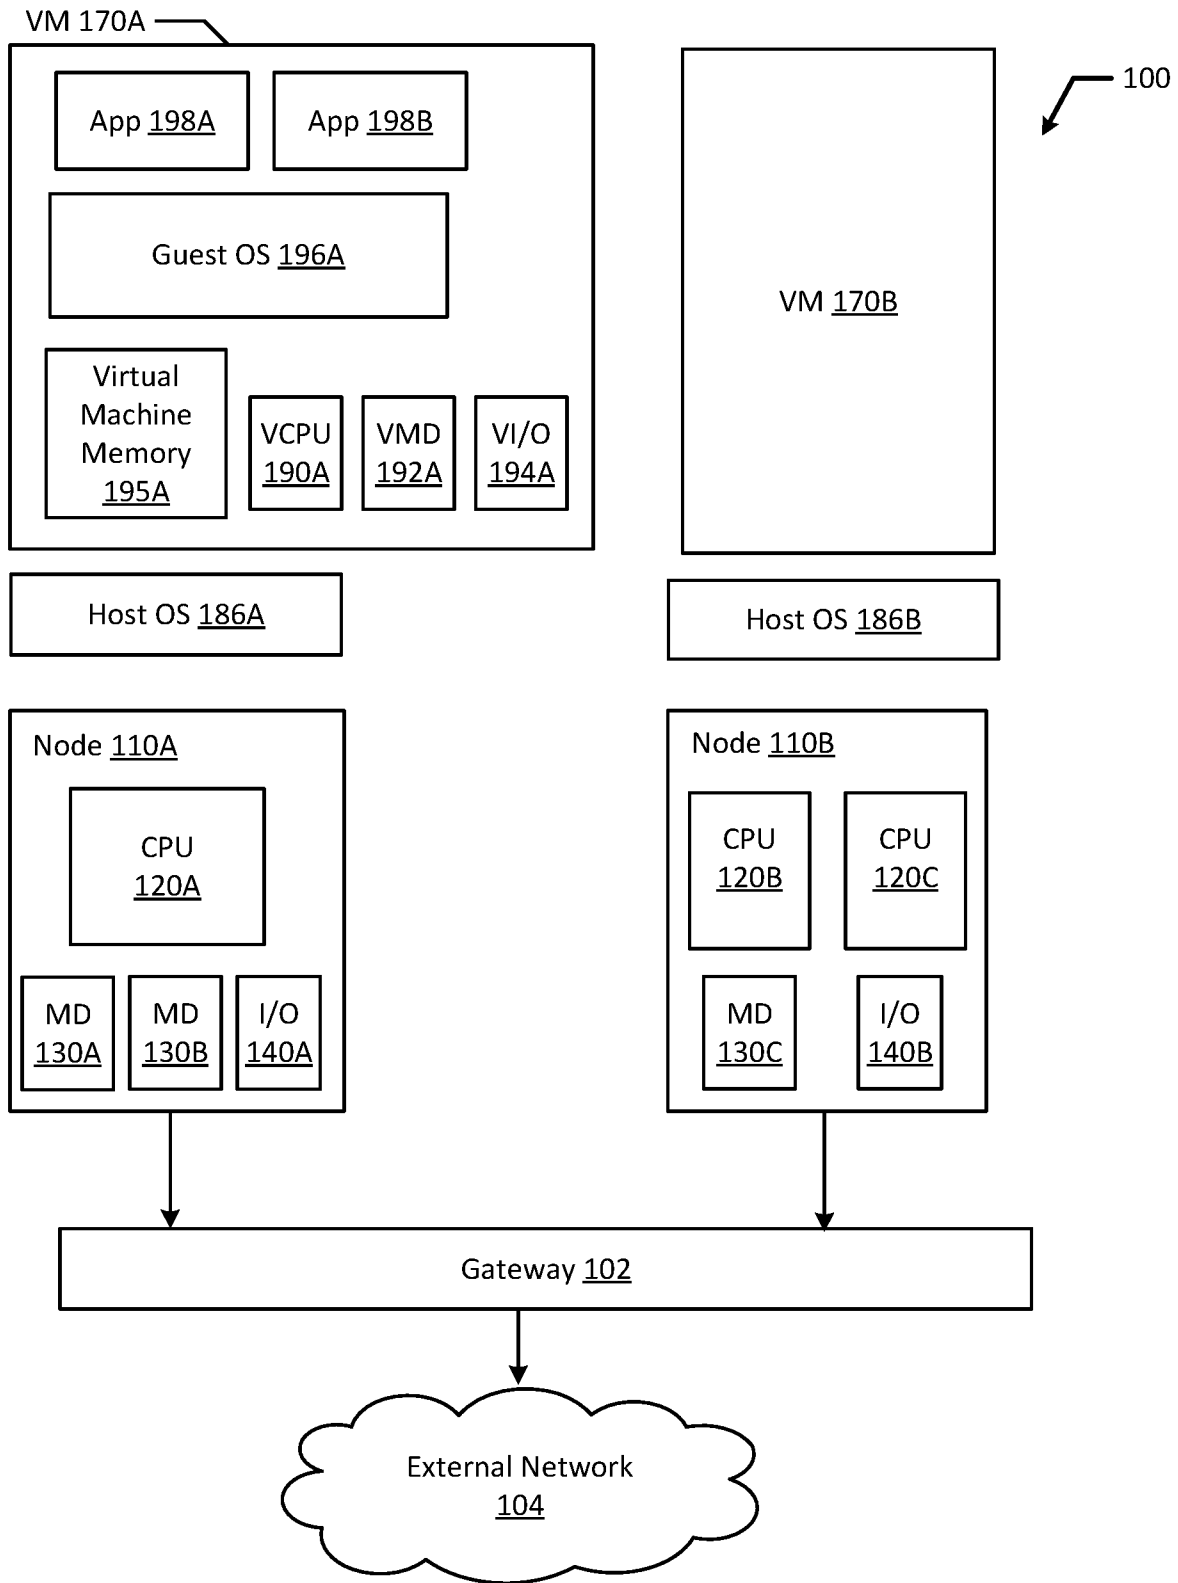 VM 170A
100
App 198A
App 198B
Guest OS 196A
VM 170B
Virtual
Machine
Memory
195A
VCPU
190A
VMD
192A
VI/O
194A
Host OS 186A
Host OS 186B
Node 110A
CPU
120A
MD
130A
MD
130B
I/O
140A
Node 110B
CPU
120B
CPU
120C
MD
130C
I/O
140B
Gateway 102
External Network
104